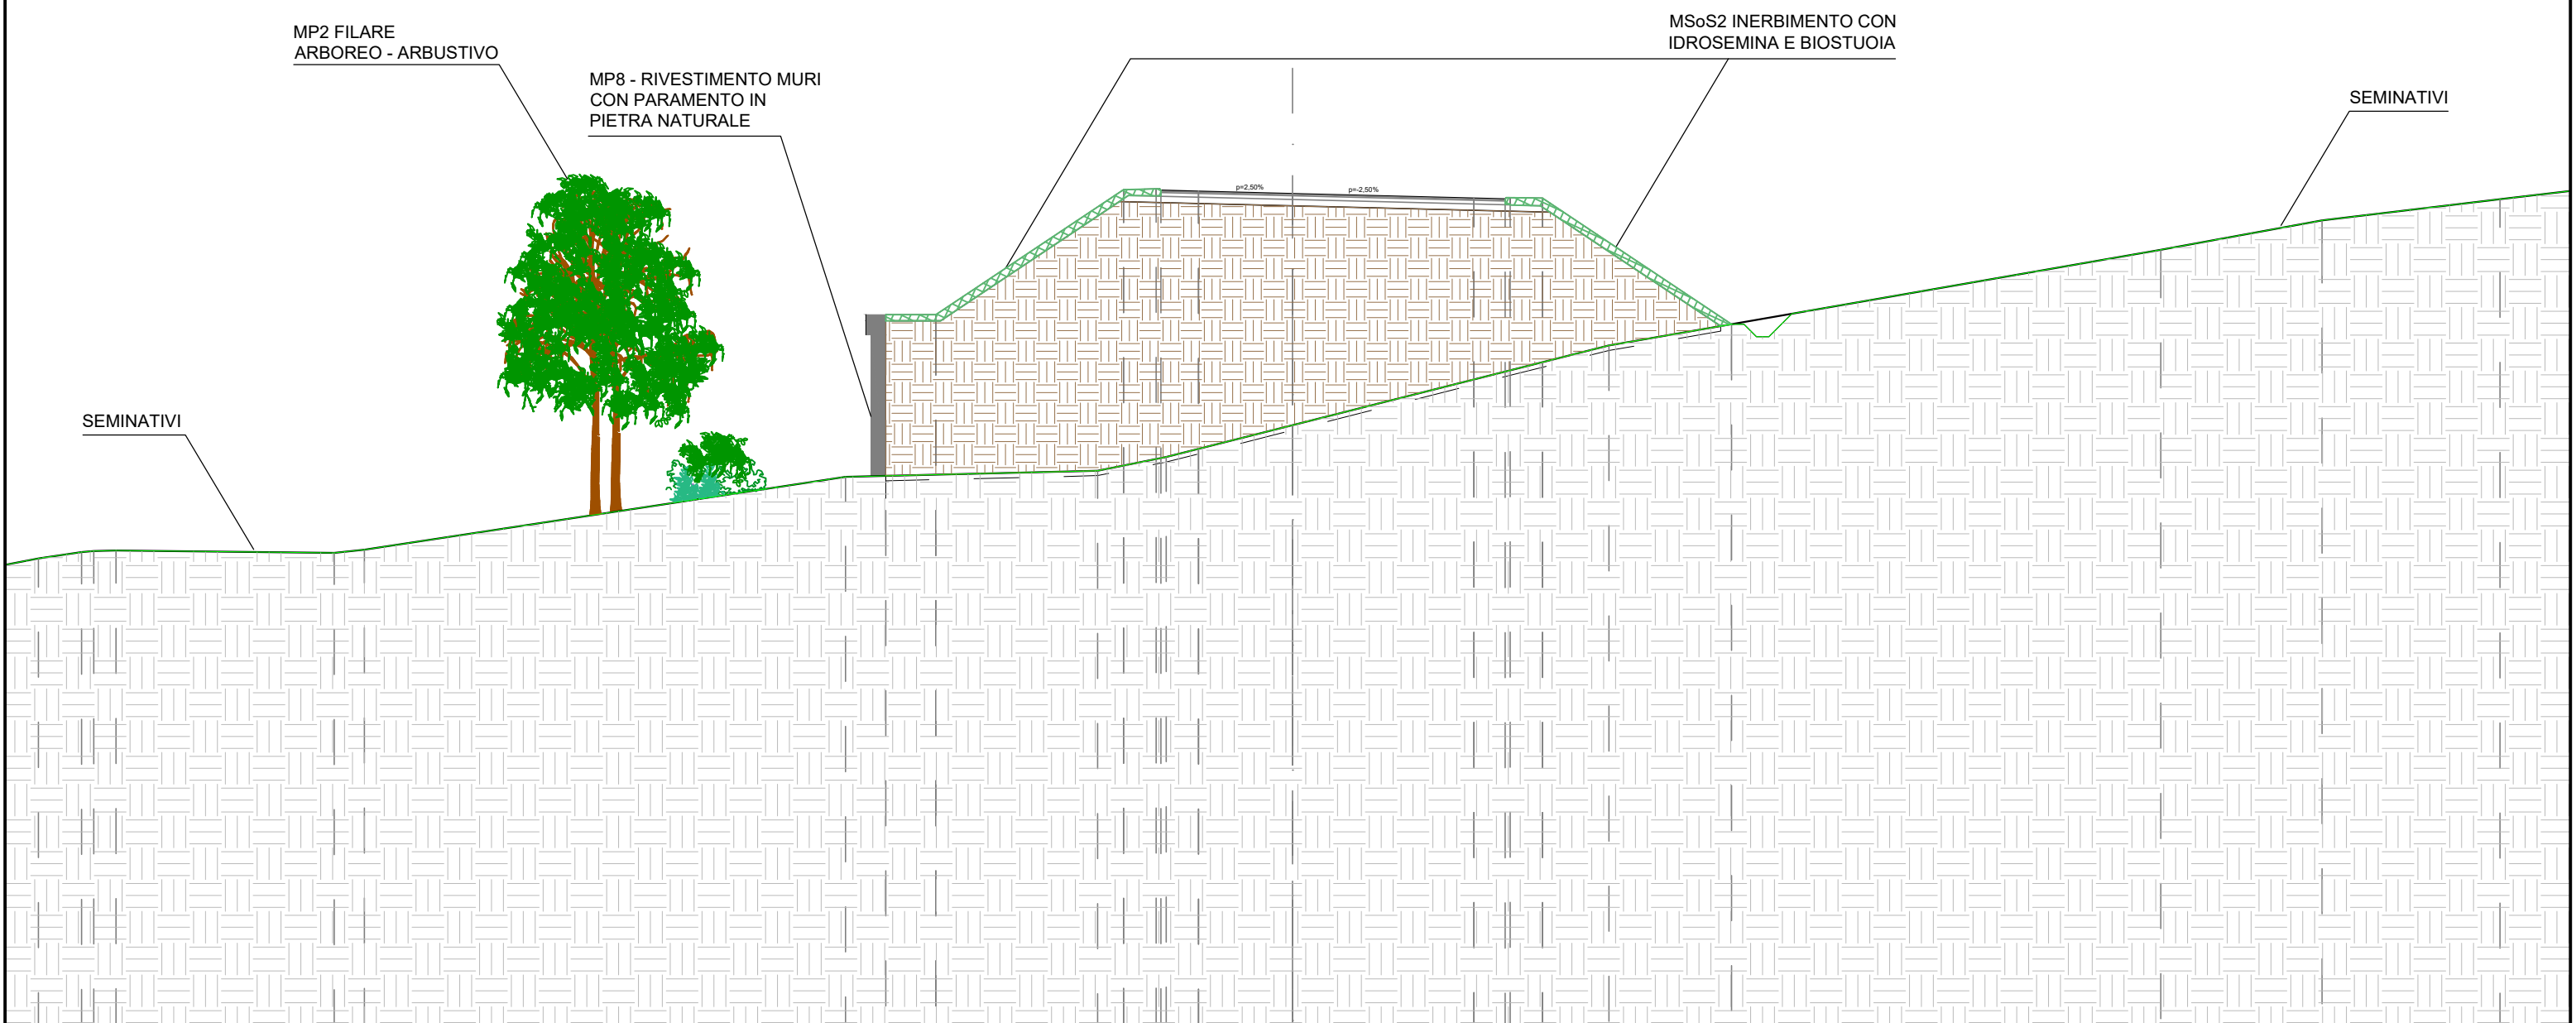 MP2 FILARE
ARBOREO - ARBUSTIVO
MP8 - RIVESTIMENTO MURI
CON PARAMENTO IN
PIETRA NATURALE
MSoS2 INERBIMENTO CON
IDROSEMINA E BIOSTUOIA
SEMINATIVI
p=2,50%
p=-2,50%
SEMINATIVI